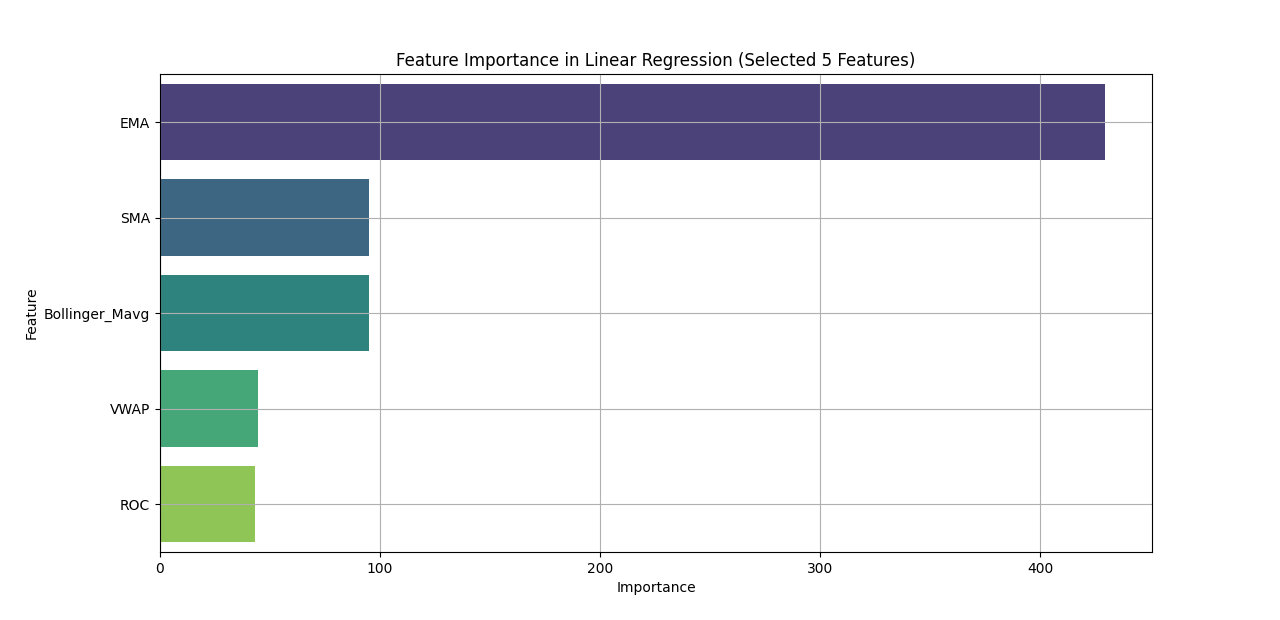 Feature Importance in Linear Regression (Selected 5 Features)
EMA
SMA
Bollinger_Mavg
VWAP
ROC
Feature
0 100 200 300 400
Importance